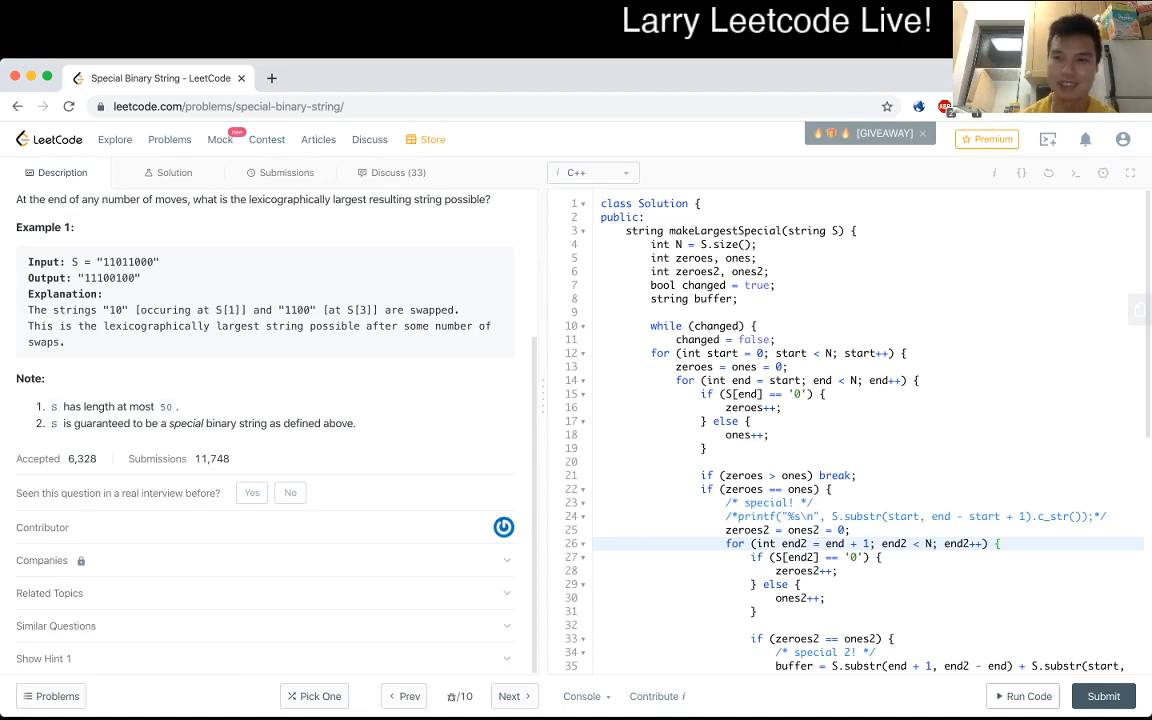 Larry Leetcode Live!
Special Binary String - LeetCode
leetcode.com/problems/special-binary-string/
LeetCode
Explore
Problems
Mock
new
Contest
Articles
Discuss
Store
[GIVEAWAY]
Premium
Description
Solution
Submissions
Discuss (33)
i C++
At the end of any number of moves, what is the lexicographically largest resulting string possible?
Example 1:
Input: S = "11011000"
Output: "11100100"
Explanation:
The strings "10" [occuring at S[1]] and "1100" [at S[3]] are swapped.
This is the lexicographically largest string possible after some number of
swaps.
Note:
1. S has length at most 50 .
2. S is guaranteed to be a special binary string as defined above.
Accepted 6,328 Submissions 11,748
Seen this question in a real interview before? Yes No
Contributor
Companies
Related Topics
Similar Questions
Show Hint 1
1 class Solution {
2 public:
3 string makeLargestSpecial(string S) {
4 int N = S.size();
5 int zeroes, ones;
6 int zeroes2, ones2;
7 bool changed = true;
8 string buffer;
9
10 while (changed) {
11 changed = false;
12 for (int start = 0; start < N; start++) {
13 zeroes = ones = 0;
14 for (int end = start; end < N; end++) {
15 if (S[end] == '0') {
16 zeroes++;
17 } else {
18 ones++;
19 }
20
21 if (zeroes > ones) break;
22 if (zeroes == ones) {
23 /* special! */
24 /*printf("%s\n", S.substr(start, end - start + 1).c_str());*/
25 zeroes2 = ones2 = 0;
26 for (int end2 = end + 1; end2 < N; end2++) {
27 if (S[end2] == '0') {
28 zeroes2++;
29 } else {
30 ones2++;
31 }
32
33 if (zeroes2 == ones2) {
34 /* special 2! */
35 buffer = S.substr(end + 1, end2 - end) + S.substr(start,
Problems
Pick One
Prev
/10
Next
Console
Contribute i
Run Code
Submit